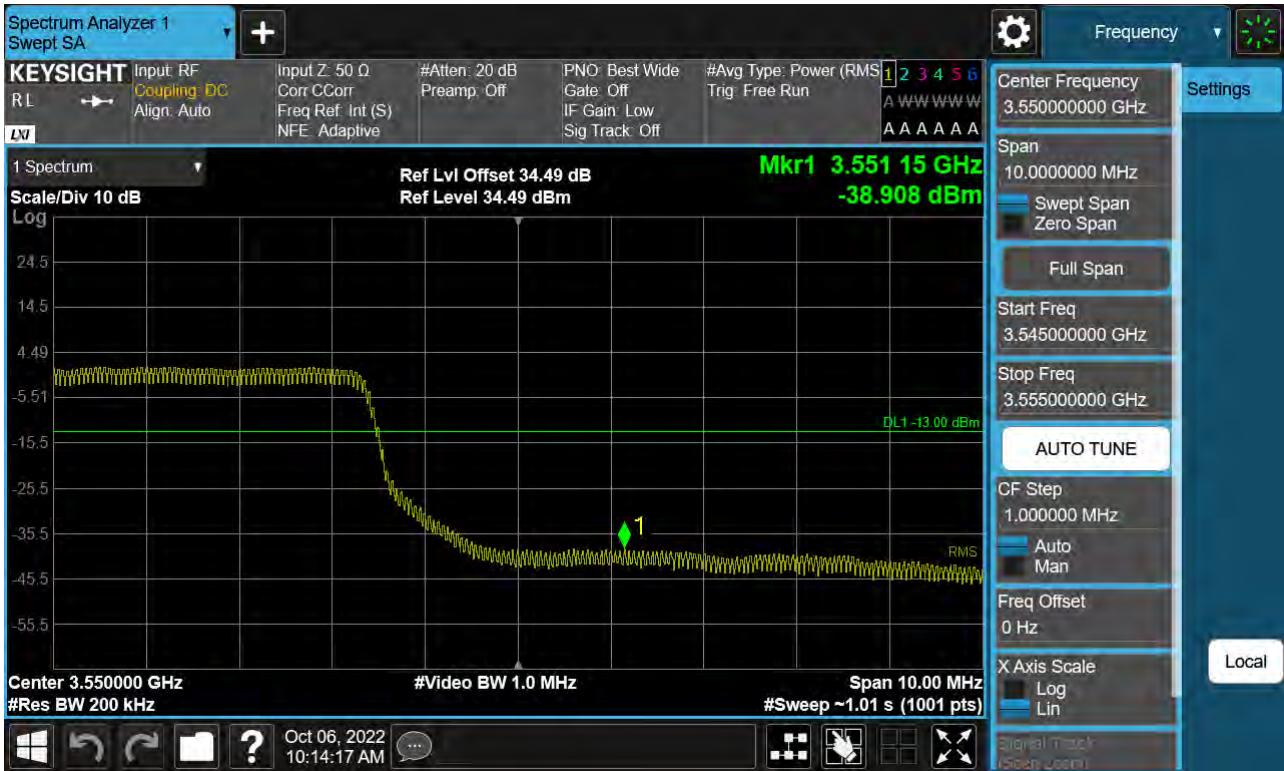 Spectrum Analyzer 1
Swept SA
Frequency
KEYSIGHT
RL
LXI
Input: RF
Coupling: DC
Align: Auto
Input Z: 50 Ω
Corr CCorr
Freq Ref: Int (S)
NFE: Adaptive
#Atten: 20 dB
Preamp: Off
PNO: Best Wide
Gate: Off
IF Gain: Low
Sig Track: Off
#Avg Type: Power (RMS
Trig: Free Run
1 2 3 4 5 6
A W W W W W
A A A A A A
1 Spectrum
Scale/Div 10 dB
Log
Ref Lvl Offset 34.49 dB
Ref Level 34.49 dBm
Mkr1 3.551 15 GHz
-38.908 dBm
24.5
14.5
4.49
-5.51
DL1 -13.00 dBm
-15.5
-25.5
-35.5
1
RMS
-45.5
-55.5
Center 3.550000 GHz
#Res BW 200 kHz
#Video BW 1.0 MHz
Span 10.00 MHz
#Sweep ~1.01 s (1001 pts)
Center Frequency
3.550000000 GHz
Settings
Span
10.0000000 MHz
Swept Span
Zero Span
Full Span
Start Freq
3.545000000 GHz
Stop Freq
3.555000000 GHz
AUTO TUNE
CF Step
1.000000 MHz
Auto
Man
Freq Offset
0 Hz
X Axis Scale
Log
Lin
Signal Track
(Span Zoom)
Local
?
Oct 06, 2022
10:14:17 AM